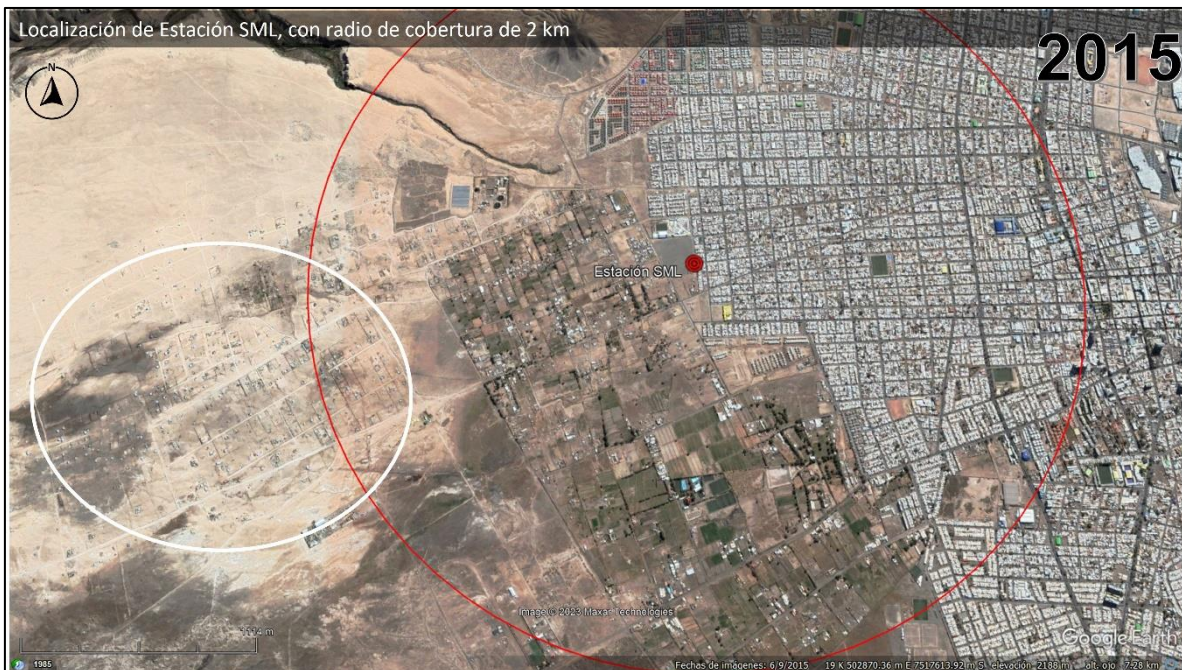 Localización de Estación SML, con radio de cobertura de 2 km
2015
N
Estación SML
Image © 2023 Maxar Technologies
Google Earth
1985
Fechas de imágenes: 6/9/2015 19 K 502870.36 m E 7517613.92 m S elevación 2188 m alt. ojo 7.28 km